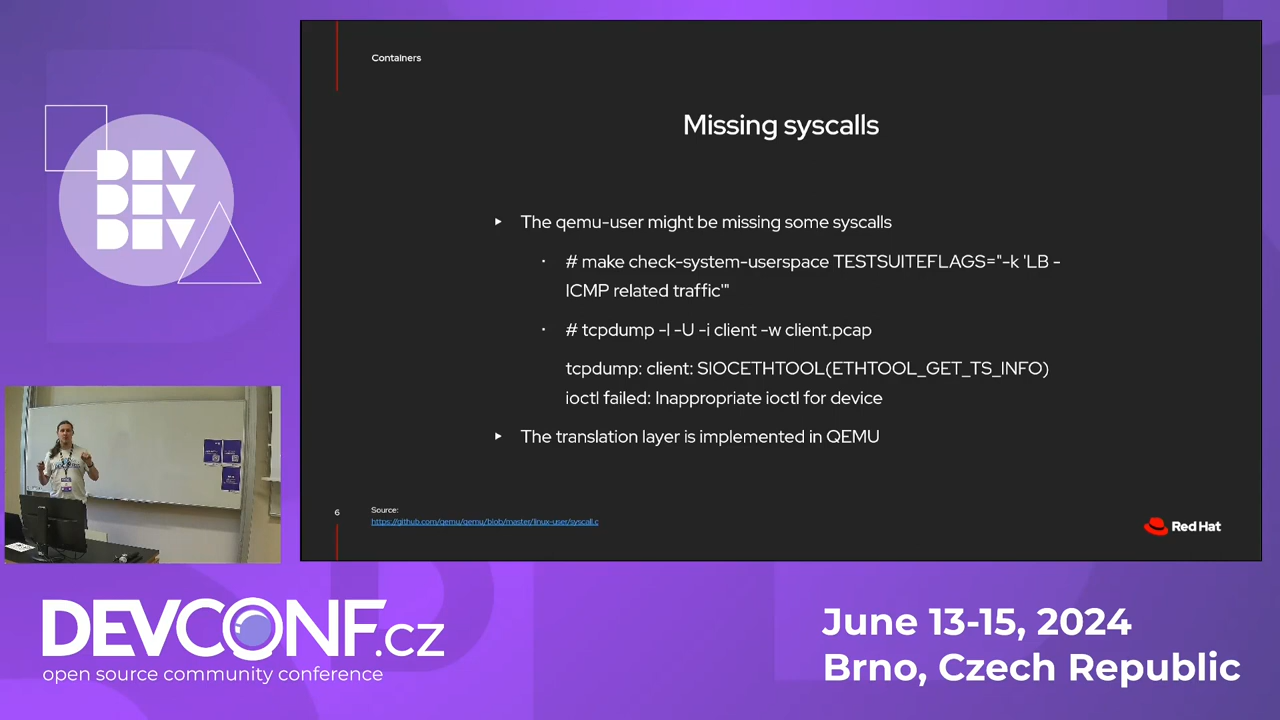 Containers
Missing syscalls
The qemu-user might be missing some syscalls
# make check-system-userspace TESTSUITEFLAGS="-k 'LB -
ICMP related traffic'"
# tcpdump -l -U -i client -w client.pcap
tcpdump: client: SIOCETHTOOL(ETHTOOL_GET_TS_INFO)
ioctl failed: Inappropriate ioctl for device
The translation layer is implemented in QEMU
6
Source:
https://github.com/qemu/qemu/blob/master/linux-user/syscall.c
Red Hat
DEV
DEV
DEV
DEVCONF.cz
open source community conference
June 13-15, 2024
Brno, Czech Republic